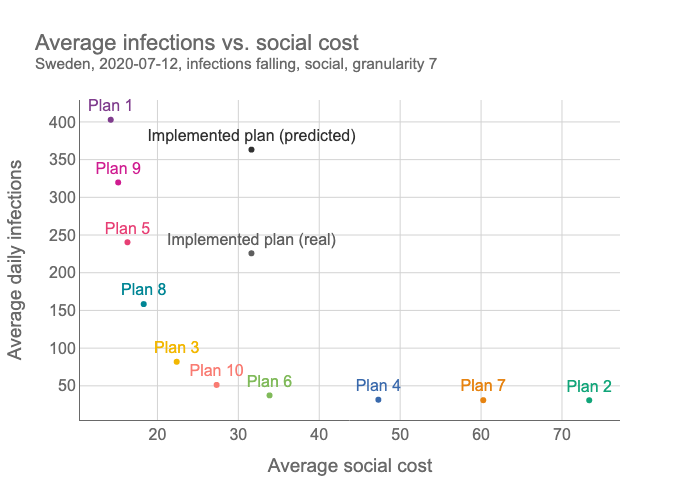 Average infections vs. social cost
Sweden, 2020-07-12, infections falling, social, granularity 7
Plan 1
400
Implemented plan (predicted)
350
Plan 9
300
Plan 5
250
Implemented plan (real)
200
Plan 8
150
100
Plan 3
Plan 10
50
Plan 6
Plan 4
Plan 7
Plan 2
Average daily infections
20
30
40
50
60
70
Average social cost